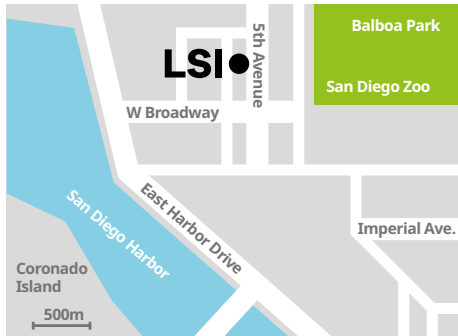 Balboa Park
5th Avenue
LSI
San Diego Zoo
W Broadway
San Diego Harbor
East Harbor Drive
Imperial Ave.
Coronado
Island
500m